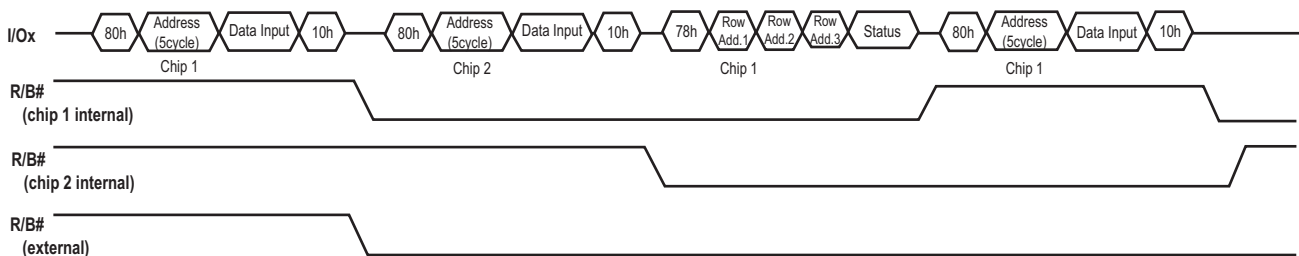 I/Ox 80h Address (5cycle) Data Input 10h 80h Address (5cycle) Data Input 10h 78h Row Add.1 Row Add.2 Row Add.3 Status 80h Address (5cycle) Data Input 10h
Chip 1 Chip 2 Chip 1 Chip 1
R/B#
(chip 1 internal)
R/B#
(chip 2 internal)
R/B#
(external)